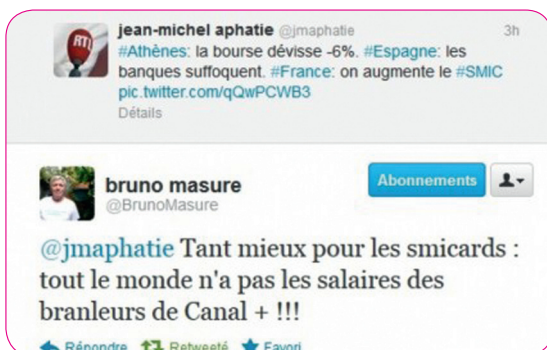 jean-michel aphatie @jmaphatie 3h
#Athènes: la bourse dévisse -6%. #Espagne: les
banques suffoquent. #France: on augmente le #SMIC
pic.twitter.com/qQwPCWB3
Détails
RTL
bruno masure
@BrunoMasure
Abonnements
@jmaphatie Tant mieux pour les smicards :
tout le monde n'a pas les salaires des
branleurs de Canal + !!!
Répondre Retweeté Favori